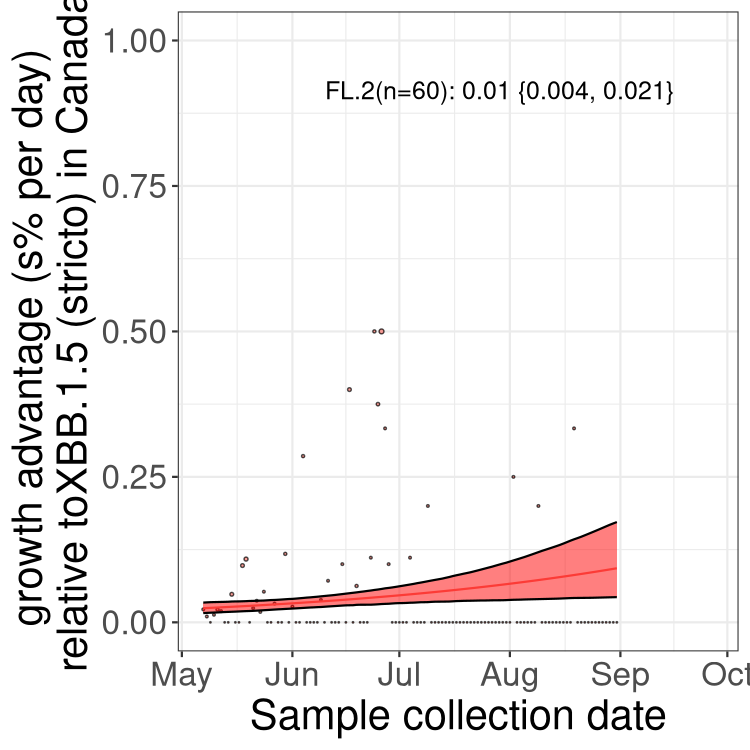 growth advantage (s% per day)
relative toXBB.1.5 (stricto) in Canada
1.00
0.75
0.50
0.25
0.00
FL.2(n=60): 0.01 {0.004, 0.021}
May Jun Jul Aug Sep Oct
Sample collection date